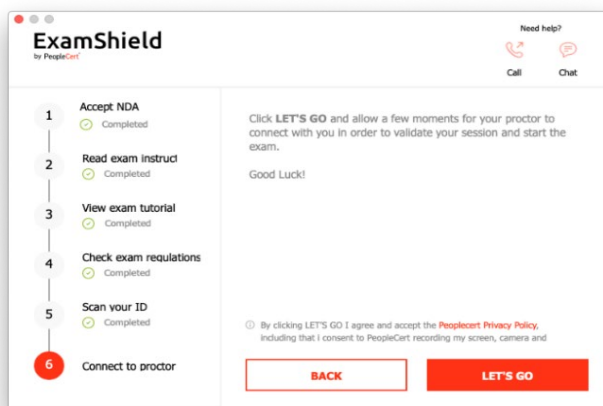 ExamShield
by PeopleCert
Need help?
Call
Chat
1
Accept NDA
Completed
2
Read exam instruct
Completed
3
View exam tutorial
Completed
4
Check exam regulations
Completed
5
Scan your ID
Completed
6
Connect to proctor
Click LET'S GO and allow a few moments for your proctor to
connect with you in order to validate your session and start the
exam.
Good Luck!
By clicking LET'S GO I agree and accept the Peoplecert Privacy Policy,
including that i consent to PeopleCert recording my screen, camera and
BACK
LET'S GO